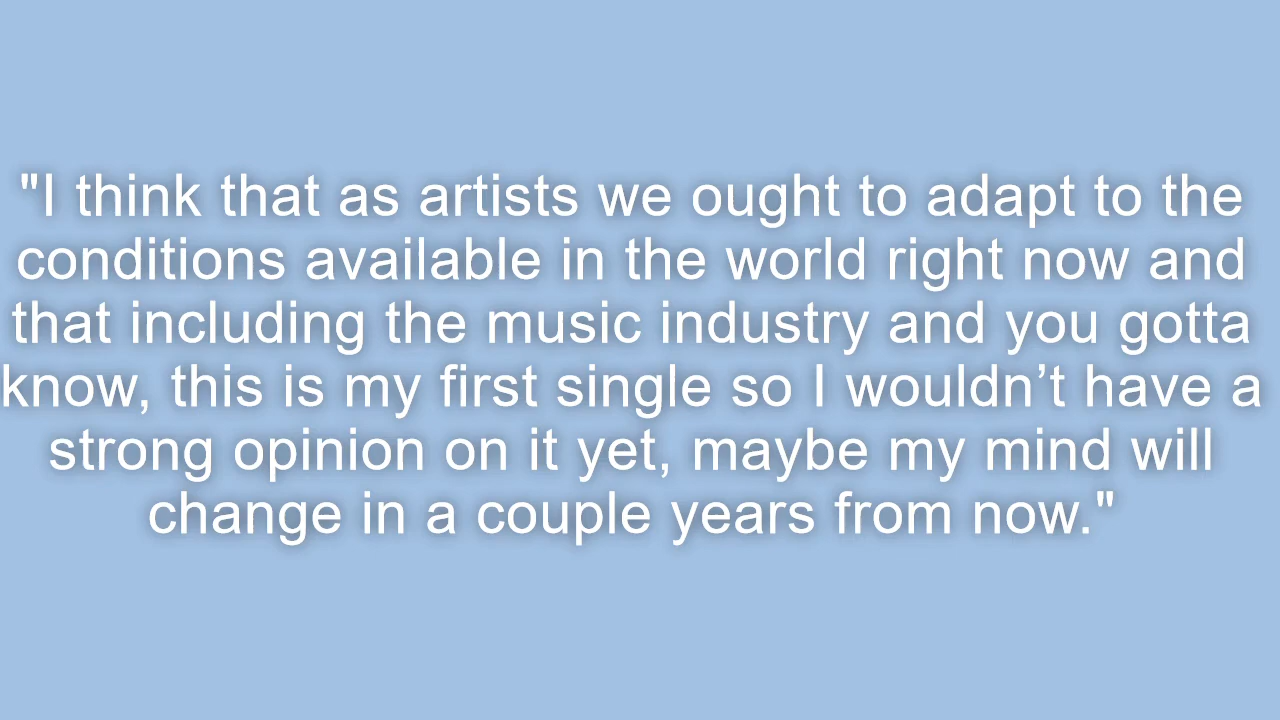 "I think that as artists we ought to adapt to the
conditions available in the world right now and
that including the music industry and you gotta
know, this is my first single so I wouldn’t have a
strong opinion on it yet, maybe my mind will
change in a couple years from now."